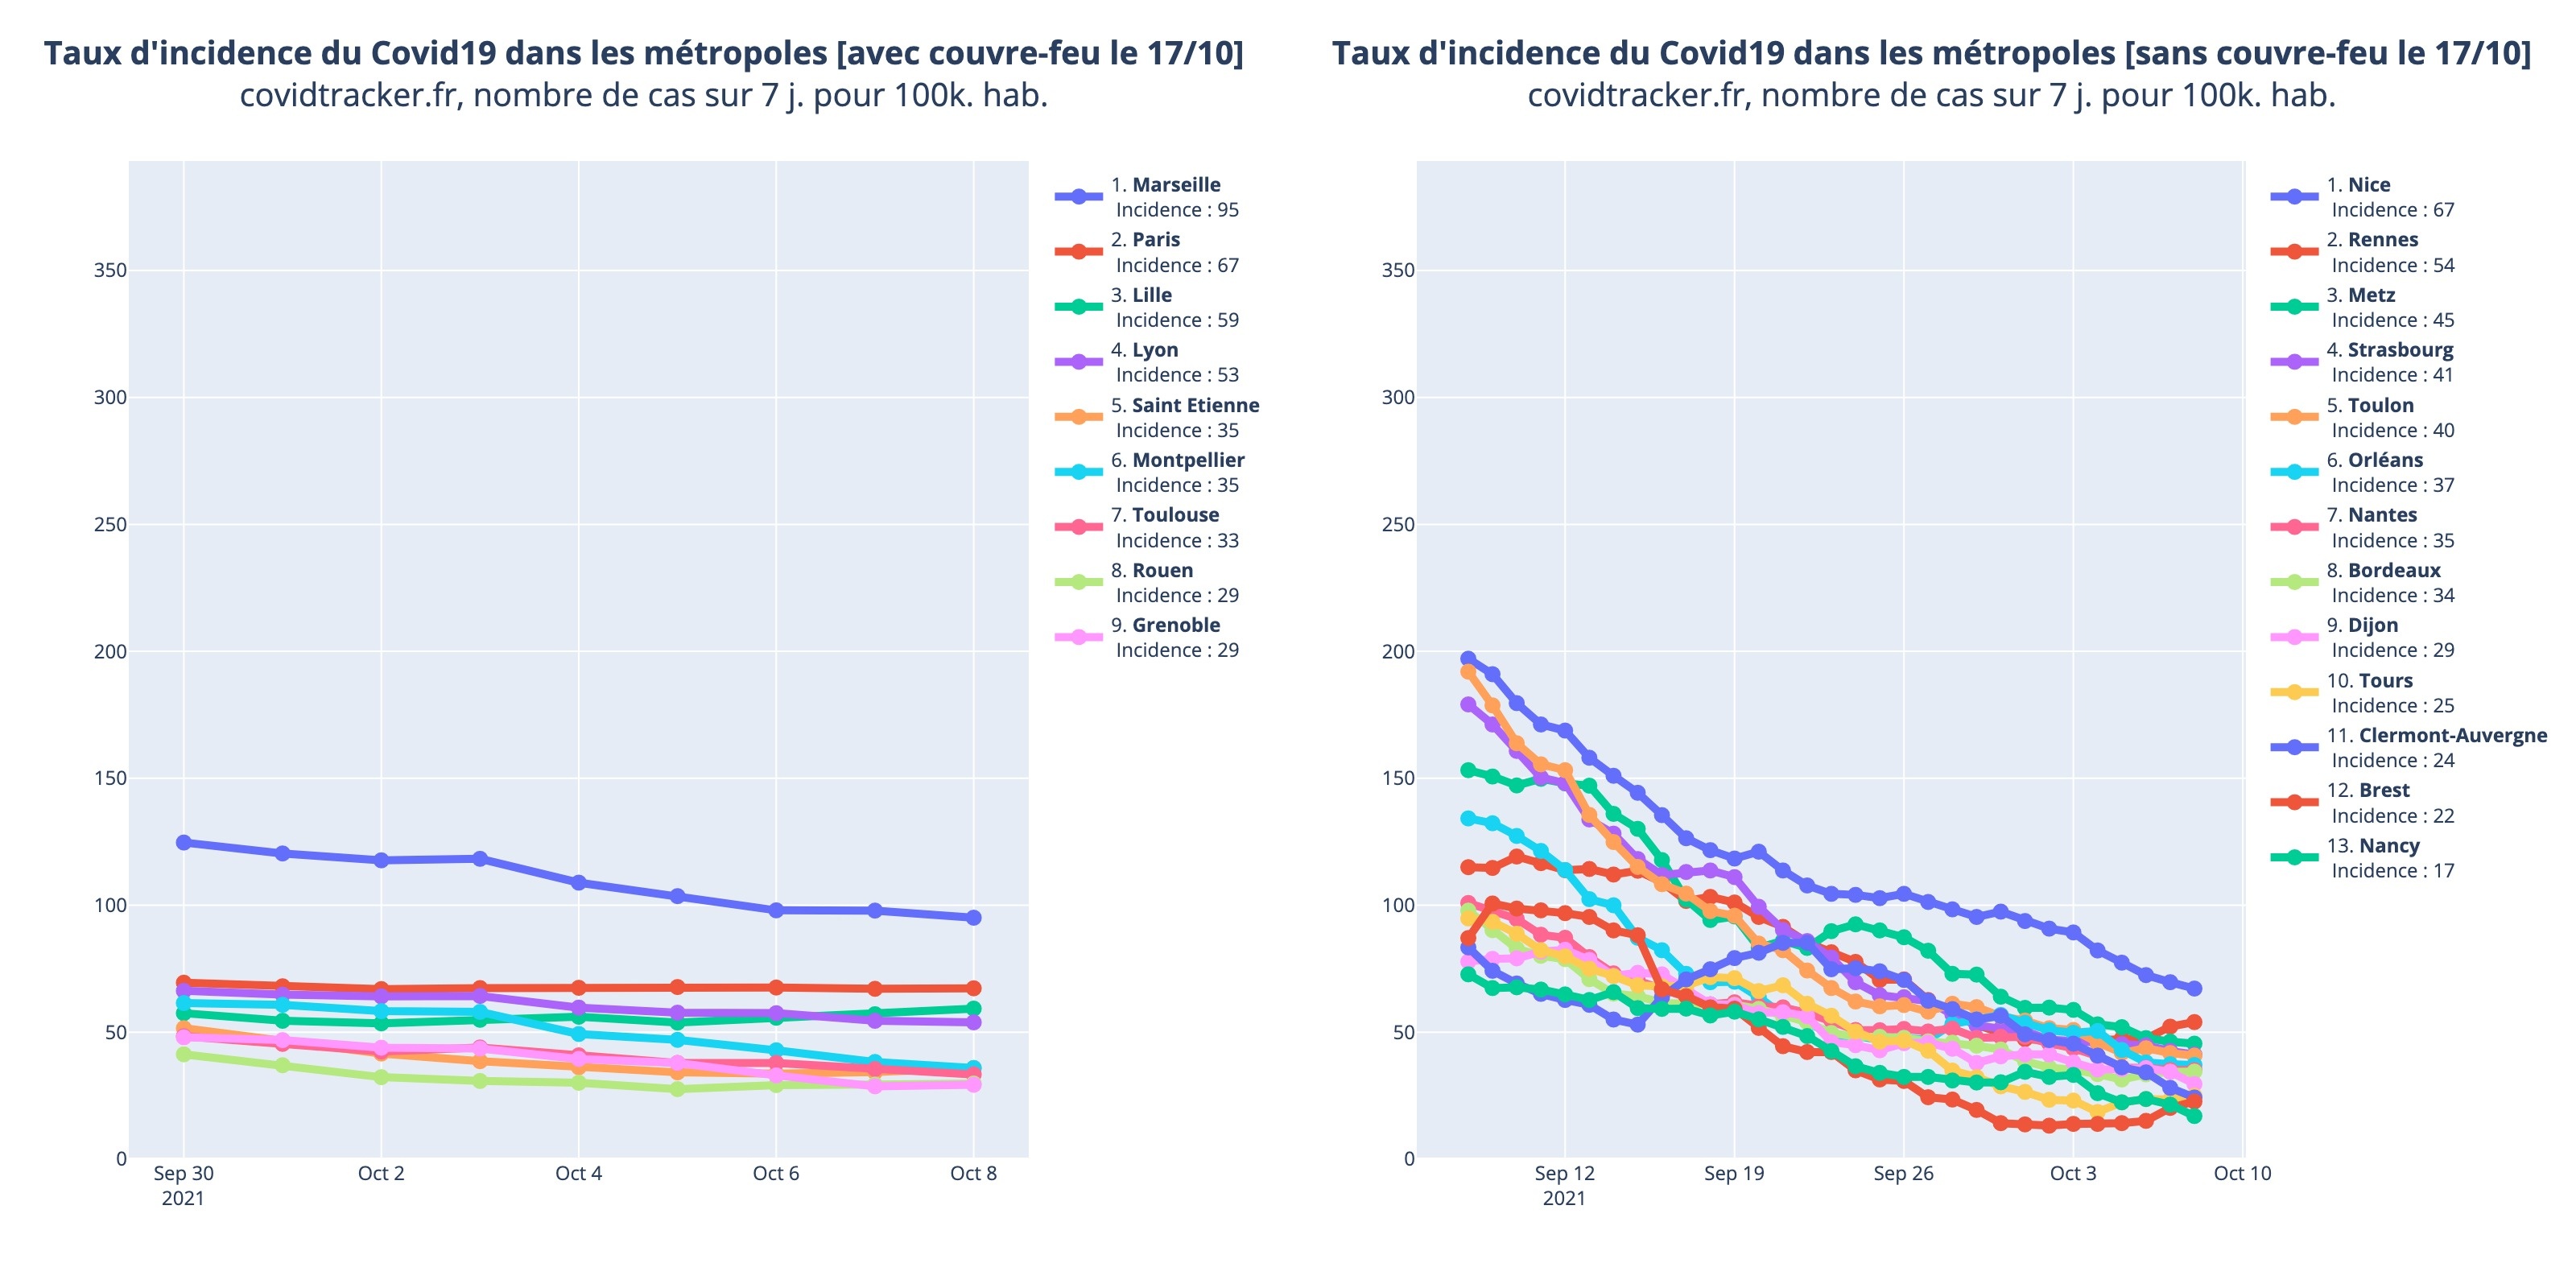 Taux d'incidence du Covid19 dans les métropoles [avec couvre-feu le 17/10]
covidtracker.fr, nombre de cas sur 7 j. pour 100k. hab.
350
300
250
200
150
100
50
0
Sep 30
2021
Oct 2
Oct 4
Oct 6
Oct 8
1. Marseille
Incidence : 95
2. Paris
Incidence : 67
3. Lille
Incidence : 59
4. Lyon
Incidence : 53
5. Saint Etienne
Incidence : 35
6. Montpellier
Incidence : 35
7. Toulouse
Incidence : 33
8. Rouen
Incidence : 29
9. Grenoble
Incidence : 29
Taux d'incidence du Covid19 dans les métropoles [sans couvre-feu le 17/10]
covidtracker.fr, nombre de cas sur 7 j. pour 100k. hab.
350
300
250
200
150
100
50
0
Sep 12
2021
Sep 19
Sep 26
Oct 3
Oct 10
1. Nice
Incidence : 67
2. Rennes
Incidence : 54
3. Metz
Incidence : 45
4. Strasbourg
Incidence : 41
5. Toulon
Incidence : 40
6. Orléans
Incidence : 37
7. Nantes
Incidence : 35
8. Bordeaux
Incidence : 34
9. Dijon
Incidence : 29
10. Tours
Incidence : 25
11. Clermont-Auvergne
Incidence : 24
12. Brest
Incidence : 22
13. Nancy
Incidence : 17